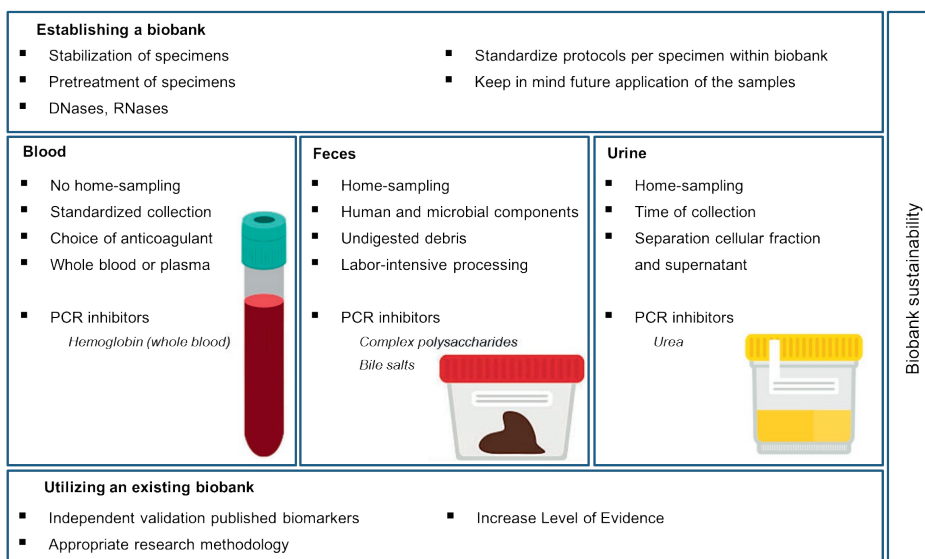 Establishing a biobank
▪ Stabilization of specimens
▪ Pretreatment of specimens
▪ DNases, RNases
▪ Standardize protocols per specimen within biobank
▪ Keep in mind future application of the samples
Blood
▪ No home-sampling
▪ Standardized collection
▪ Choice of anticoagulant
▪ Whole blood or plasma
▪ PCR inhibitors
Hemoglobin (whole blood)
Feces
▪ Home-sampling
▪ Human and microbial components
▪ Undigested debris
▪ Labor-intensive processing
▪ PCR inhibitors
Complex polysaccharides
Bile salts
Urine
▪ Home-sampling
▪ Time of collection
▪ Separation cellular fraction
and supernatant
▪ PCR inhibitors
Urea
Utilizing an existing biobank
▪ Independent validation published biomarkers
▪ Appropriate research methodology
▪ Increase Level of Evidence
Biobank sustainability